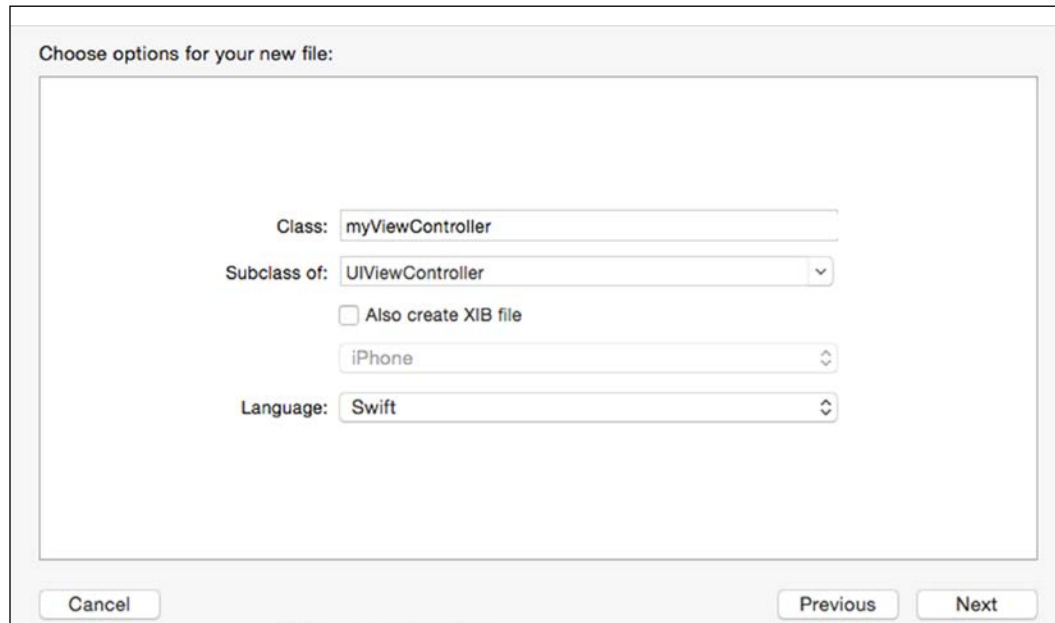 Choose options for your new file:
Class: myViewController
Subclass of: UIViewController
Also create XIB file
iPhone
Language: Swift
Cancel Previous Next